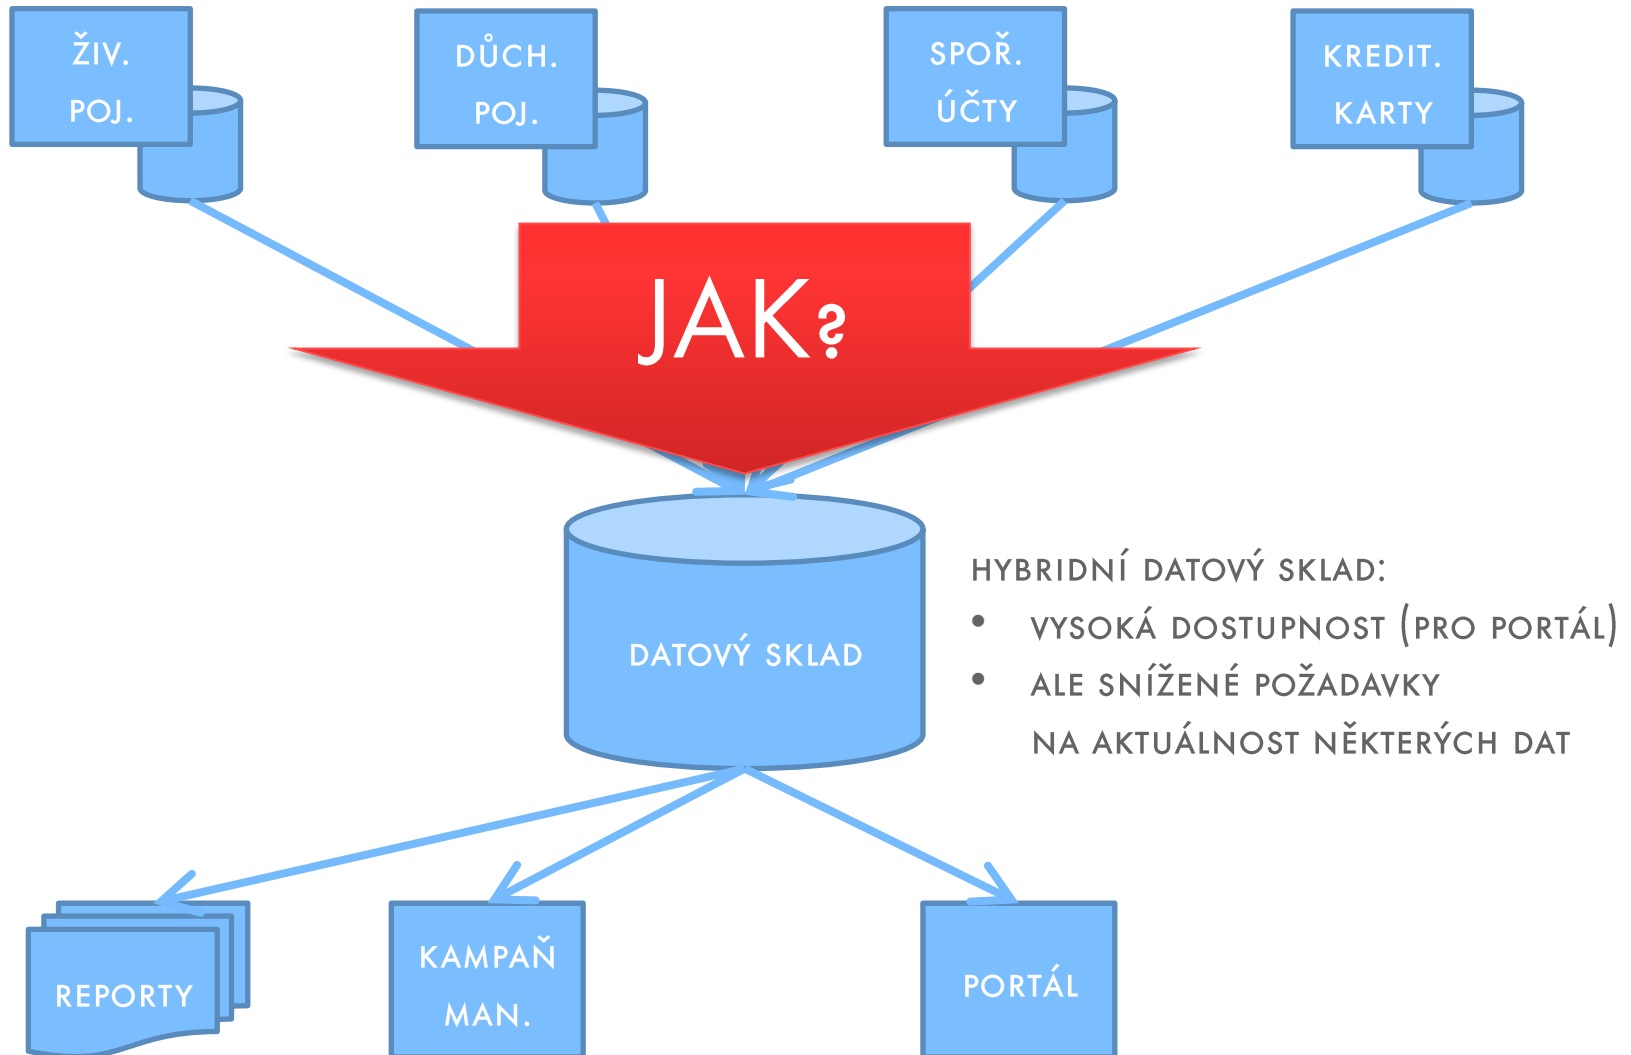 ŽIV.
POJ.
DŮCH.
POJ.
SPOŘ.
ÚČTY
KREDIT.
KARTY
JAK?
DATOVÝ SKLAD
HYBRIDNÍ DATOVÝ SKLAD:
• VYSOKÁ DOSTUPNOST (PRO PORTÁL)
• ALE SNÍŽENÉ POŽADAVKY
NA AKTUÁLNOST NĚKTERÝCH DAT
REPORTY
KAMPAŇ
MAN.
PORTÁL